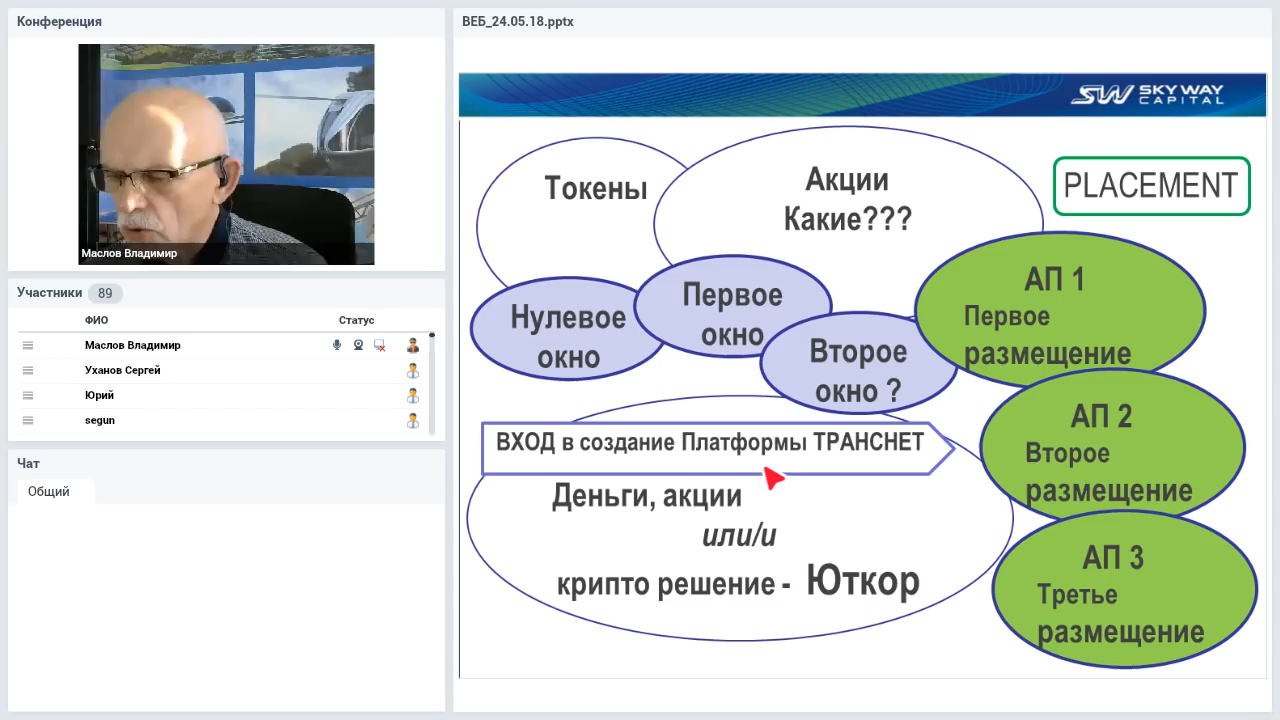 Конференция
Маслов Владимир
Участники 89
ФИО Статус
Маслов Владимир
Уханов Сергей
Юрий
segun
Чат
Общий
ВЕБ_24.05.18.pptx
SW SKY WAY
CAPITAL
Токены
Акции
Какие???
PLACEMENT
Нулевое
окно
Первое
окно
Второе
окно ?
АП 1
Первое
размещение
АП 2
Второе
размещение
АП 3
Третье
размещение
ВХОД в создание Платформы ТРАНСНЕТ
Деньги, акции
или/и
крипто решение - Юткор